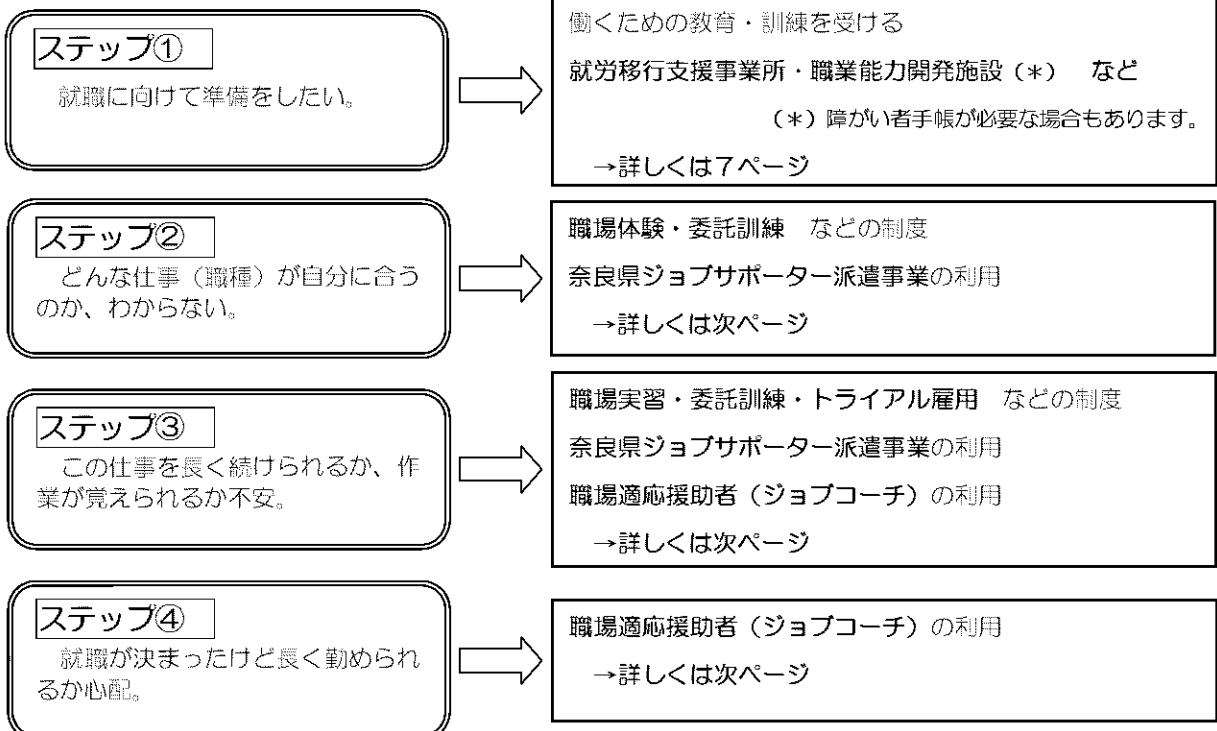 ステップ①
就職に向けて準備をしたい。
働くための教育・訓練を受ける
就労移行支援事業所・職業能力開発施設（＊）　など
（＊）障がい者手帳が必要な場合もあります。
→詳しくは７ページ
ステップ②
どんな仕事（職種）が自分に合う
のか、わからない。
職場体験・委託訓練　などの制度
奈良県ジョブサポーター派遣事業の利用
→詳しくは次ページ
ステップ③
この仕事を長く続けられるか、作
業が覚えられるか不安。
職場実習・委託訓練・トライアル雇用　などの制度
奈良県ジョブサポーター派遣事業の利用
職場適応援助者（ジョブコーチ）の利用
→詳しくは次ページ
ステップ④
就職が決まったけど長く勤められ
るか心配。
職場適応援助者（ジョブコーチ）の利用
→詳しくは次ページ